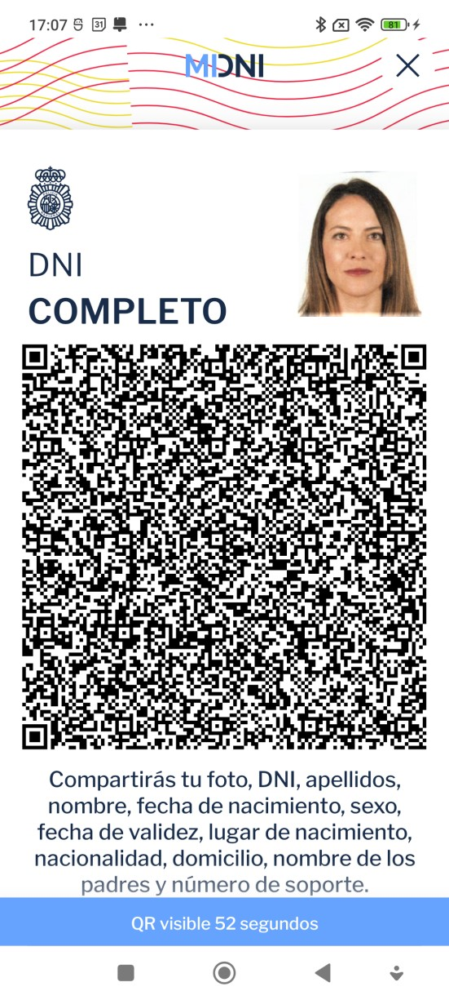 17:07
31
81
MIDNI
DNI
COMPLETO
Compartirás tu foto, DNI, apellidos,
nombre, fecha de nacimiento, sexo,
fecha de validez, lugar de nacimiento,
nacionalidad, domicilio, nombre de los
padres y número de soporte.
QR visible 52 segundos